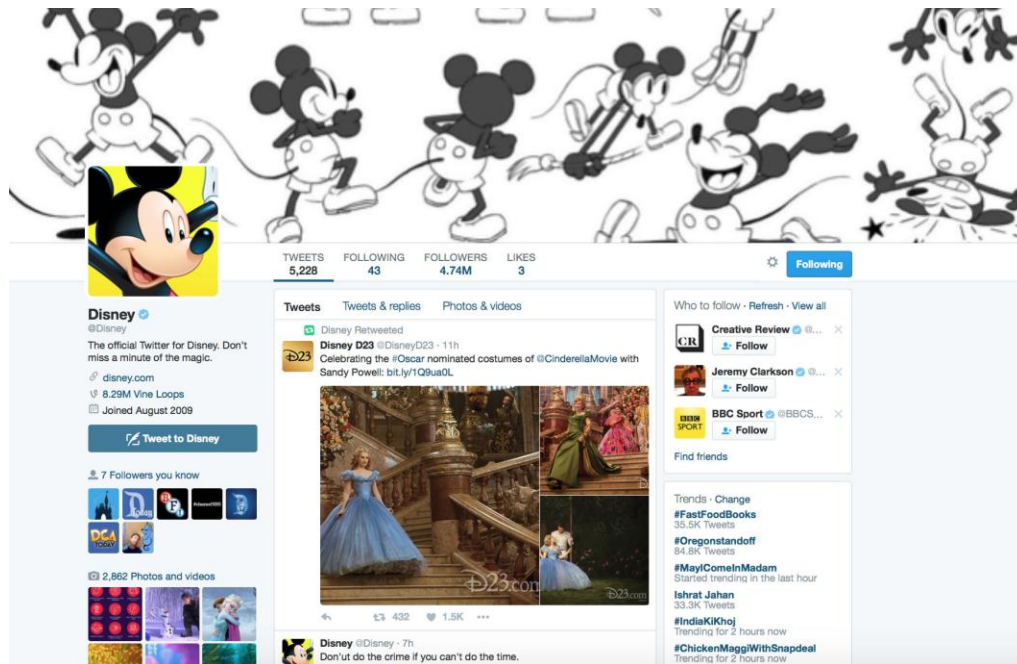 TWEETS
5,228
FOLLOWING
43
FOLLOWERS
4.74M
LIKES
3
Following
Disney
@Disney
The official Twitter for Disney. Don't
miss a minute of the magic.
disney.com
8.29M Vine Loops
Joined August 2009
Tweet to Disney
7 Followers you know
DCA
TODAY
2,862 Photos and videos
Tweets
Tweets & replies
Photos & videos
Disney Retweeted
Disney D23 @DisneyD23 · 11h
D23
Celebrating the #Oscar nominated costumes of @CinderellaMovie with
Sandy Powell: bit.ly/1Q9ua0L
D23.com
D23.com
432
1.5K
Disney @Disney · 7h
Don'ut do the crime if you can't do the time.
Who to follow · Refresh · View all
CR
Creative Review @...
Follow
Jeremy Clarkson @...
Follow
BBC
SPORT
BBC Sport @BBCS...
Follow
Find friends
Trends · Change
#FastFoodBooks
35.5K Tweets
#Oregonstandoff
84.8K Tweets
#MayIComeInMadam
Started trending in the last hour
Ishrat Jahan
33.3K Tweets
#IndiaKiKhoj
Trending for 2 hours now
#ChickenMaggiWithSnapdeal
Trending for 2 hours now